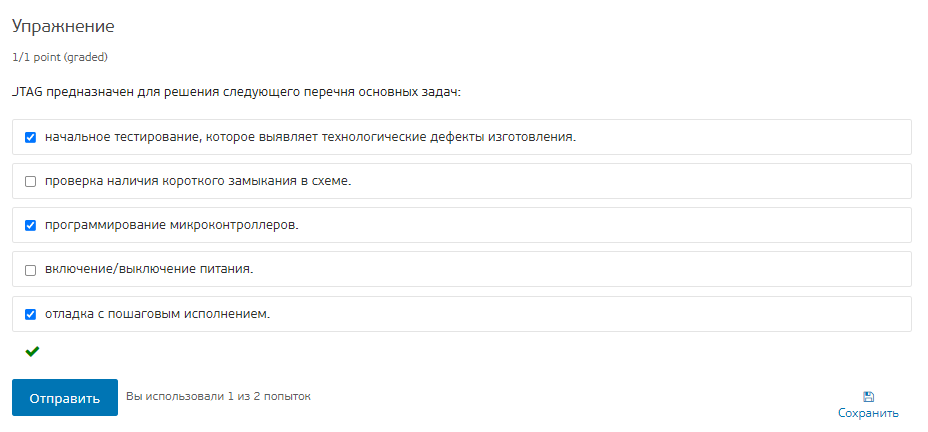 Упражнение
1/1 point (graded)
JTAG предназначен для решения следующего перечня основных задач:
начальное тестирование, которое выявляет технологические дефекты изготовления.
проверка наличия короткого замыкания в схеме.
программирование микроконтроллеров.
включение/выключение питания.
отладка с пошаговым исполнением.
Отправить
Вы использовали 1 из 2 попыток
Сохранить